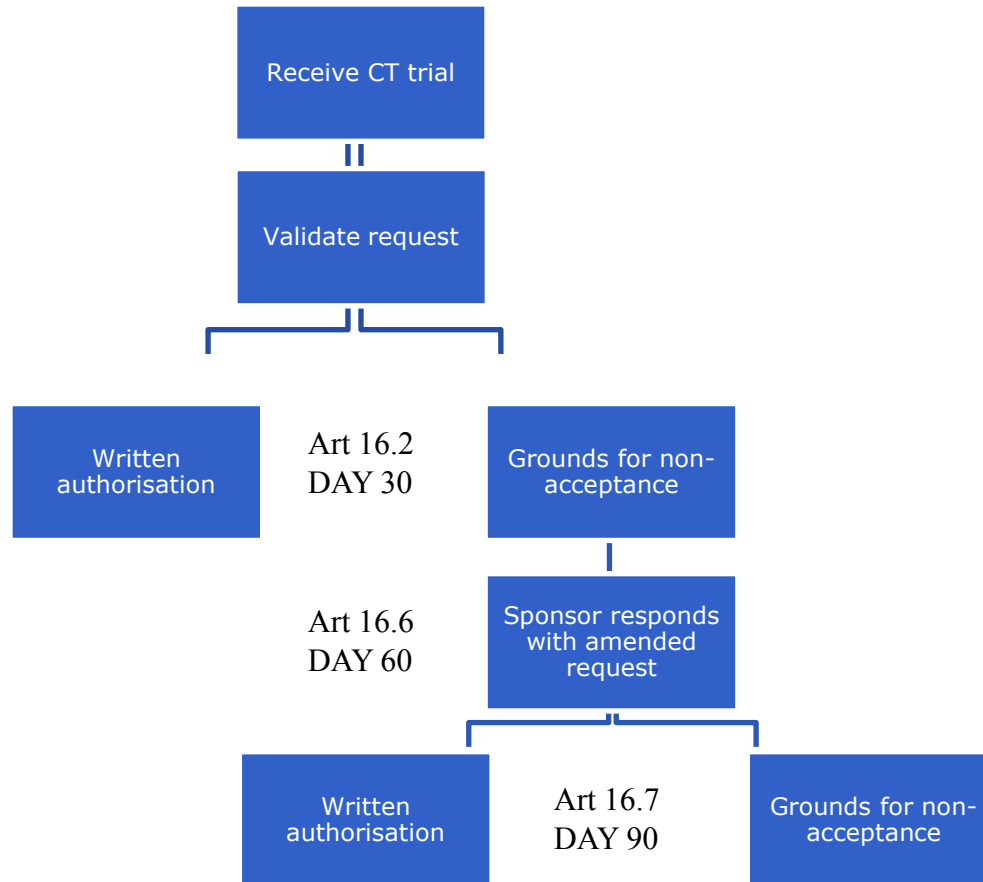 Receive CT trial
Validate request
Written
authorisation
Art 16.2
DAY 30
Grounds for non-
acceptance
Art 16.6
DAY 60
Sponsor responds
with amended
request
Written
authorisation
Art 16.7
DAY 90
Grounds for non-
acceptance